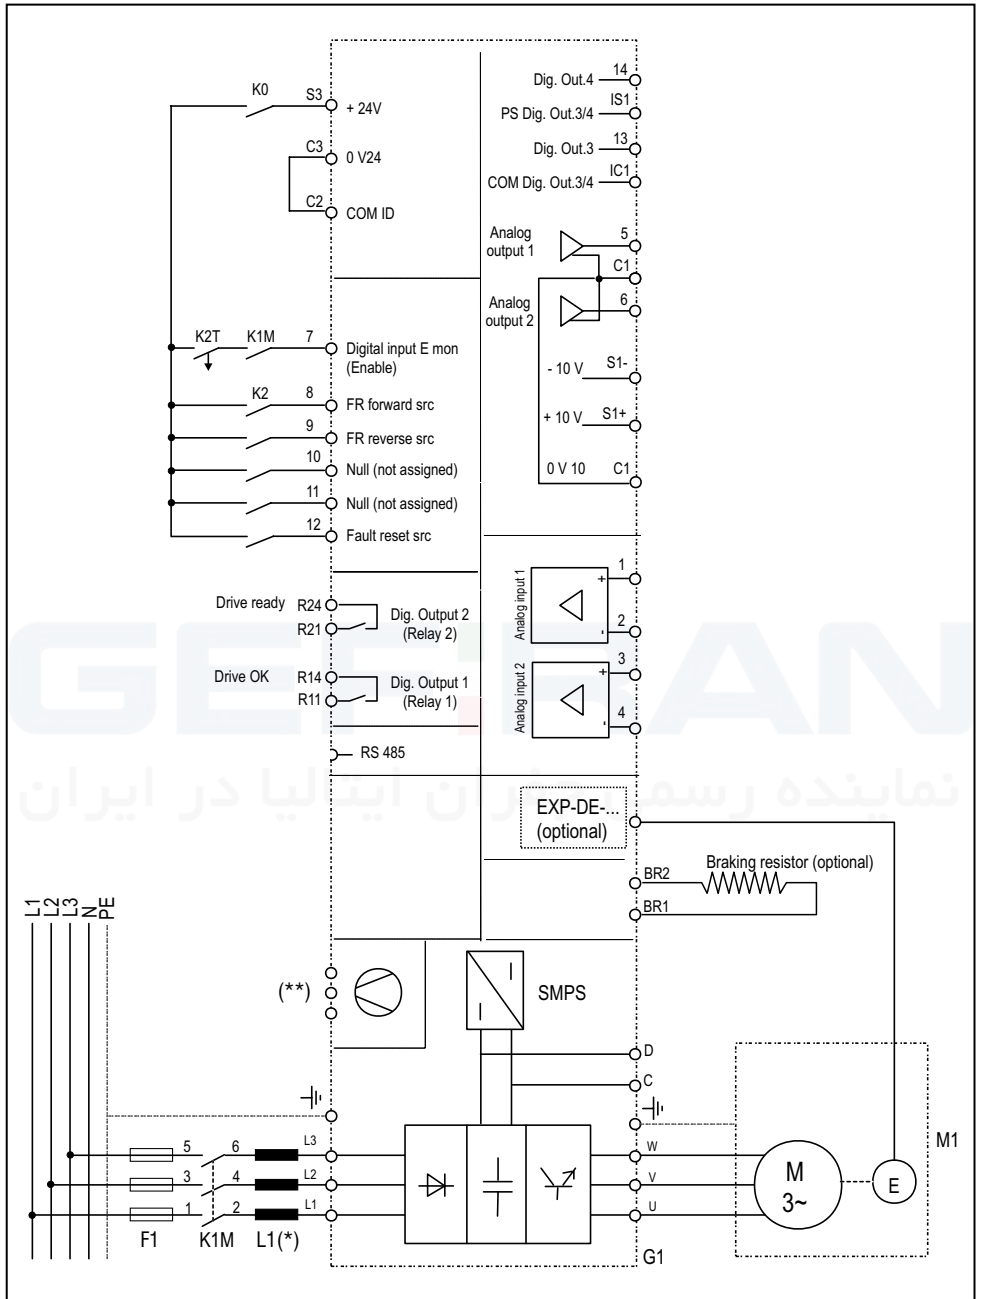 K0
S3
+ 24V
C3
0 V24
C2
COM ID
K2T
K1M
7
Digital input E mon
(Enable)
K2
8
FR forward src
9
FR reverse src
10
Null (not assigned)
11
Null (not assigned)
12
Fault reset src
Drive ready
R24
R21
Dig. Output 2
(Relay 2)
Drive OK
R14
R11
Dig. Output 1
(Relay 1)
RS 485
Dig. Out.4
14
PS Dig. Out.3/4
IS1
Dig. Out.3
13
COM Dig. Out.3/4
IC1
Analog
output 1
5
C1
Analog
output 2
6
- 10 V
S1-
+ 10 V
S1+
0 V 10
C1
Analog input 1
1
+
2
-
Analog input 2
3
+
4
-
GEFRAN
نماینده رسمی جفران ایتالیا در ایران
EXP-DE-...
(optional)
BR2
Braking resistor (optional)
BR1
L1
L2
L3
N
PE
(**)
SMPS
D
C
5
6
L3
3
4
L2
1
2
L1
F1
K1M
L1(*)
W
V
U
G1
M
3~
E
M1